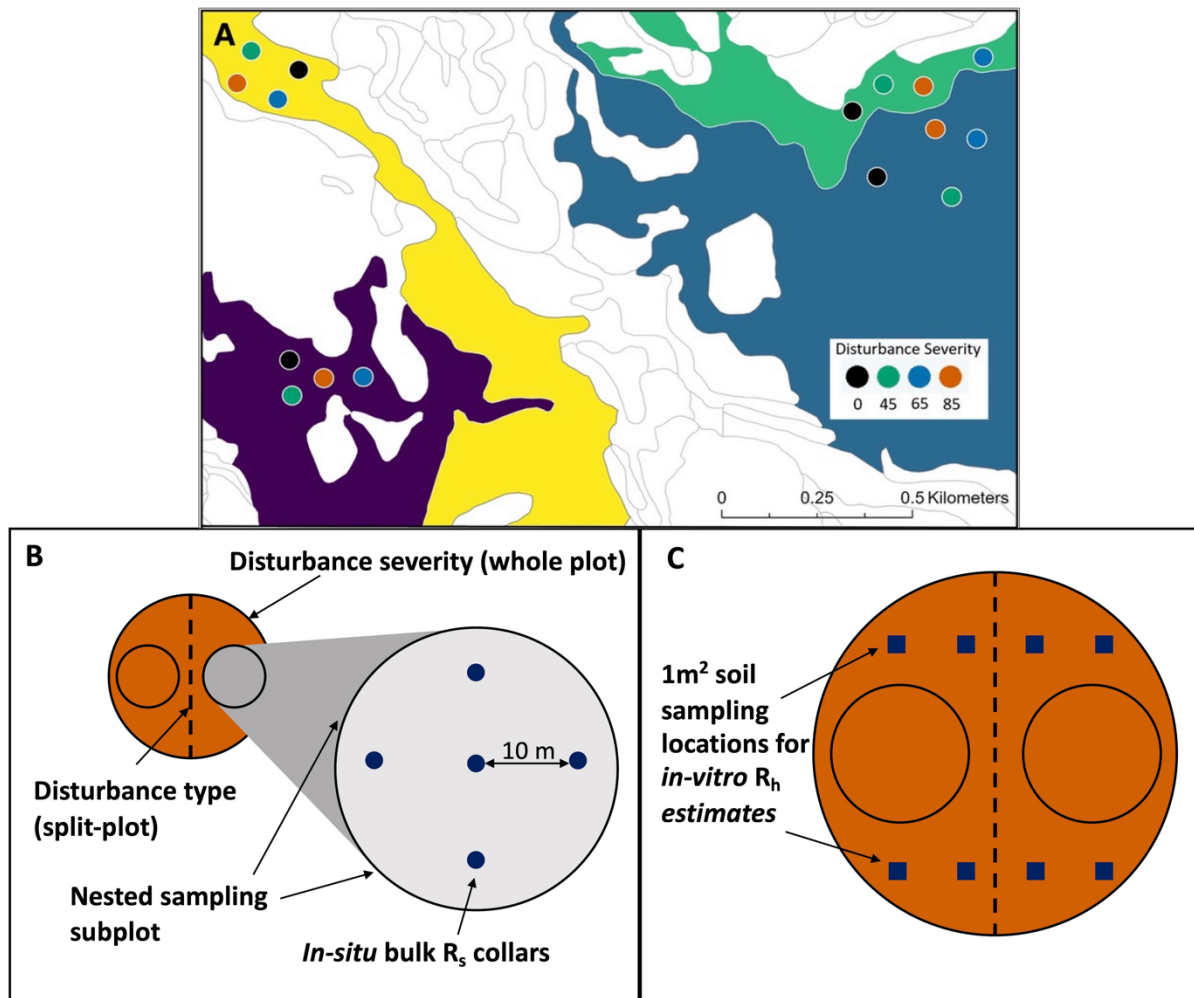 A
Disturbance Severity
0 45 65 85
0 0.25 0.5 Kilometers
B
Disturbance severity (whole plot)
10 m
Disturbance type
(split-plot)
Nested sampling
subplot
In-situ bulk Rs collars
C
1m² soil
sampling
locations for
in-vitro Rh
estimates